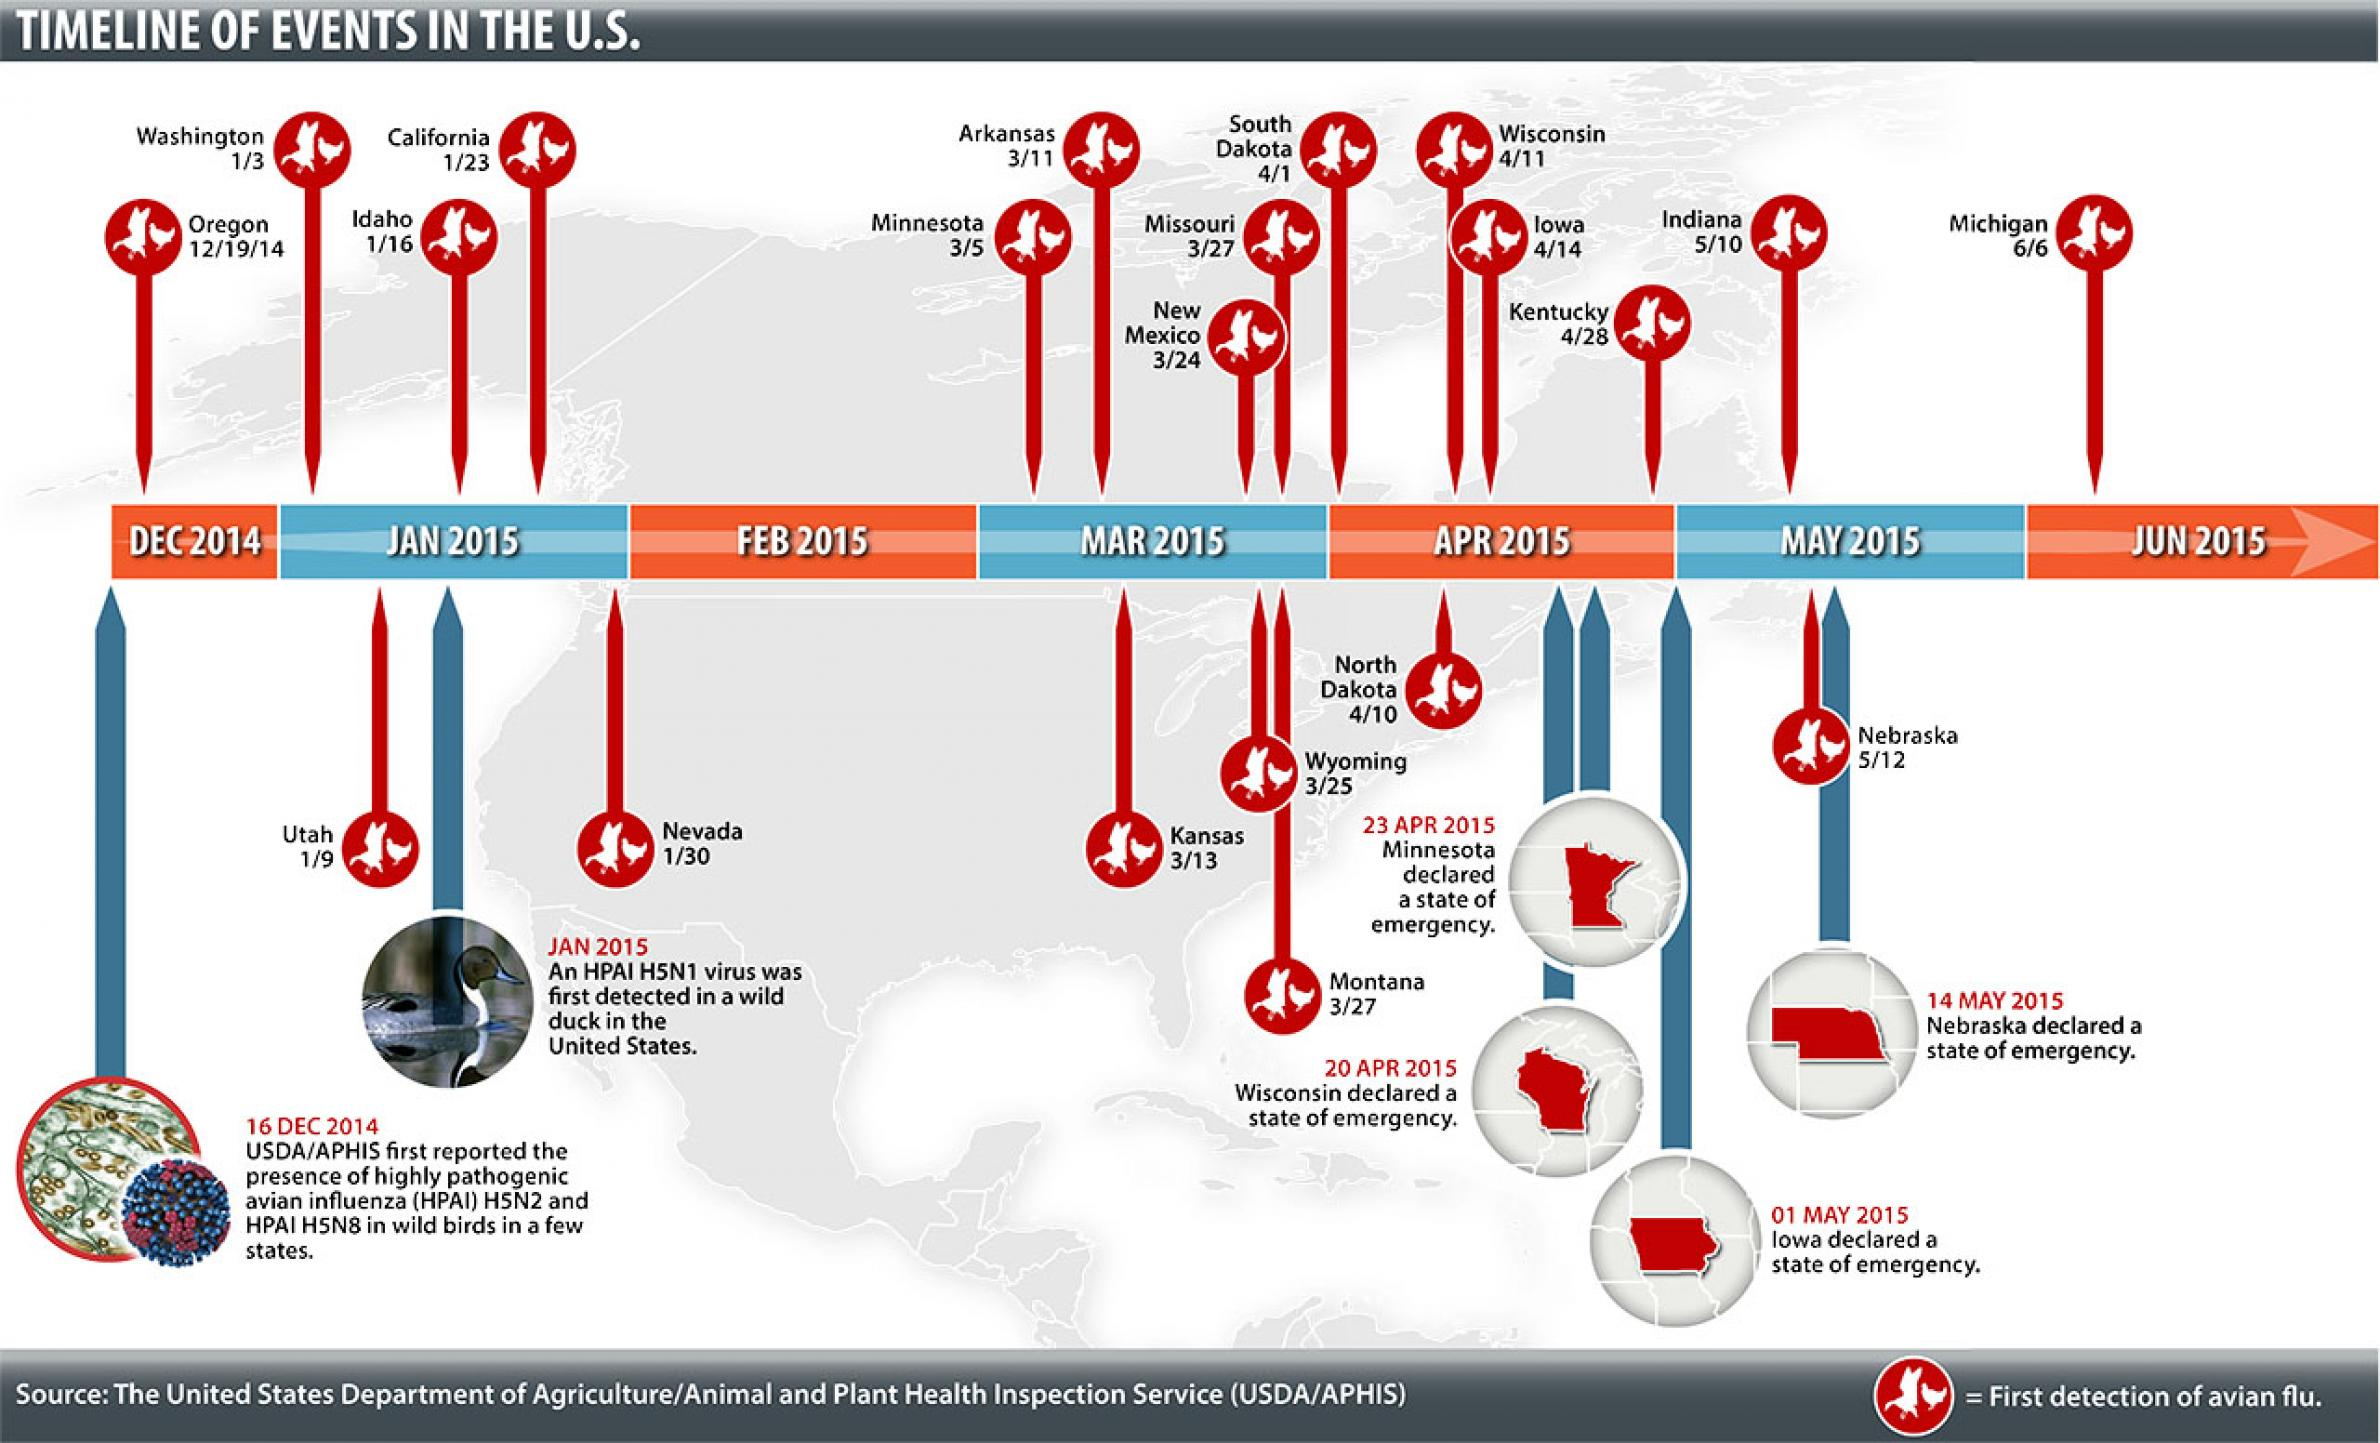 TIMELINE OF EVENTS IN THE U.S.
Washington
1/3
California
1/23
Arkansas
3/11
South
Dakota
4/1
Wisconsin
4/11
Oregon
12/19/14
Idaho
1/16
Minnesota
3/5
Missouri
3/27
Iowa
4/14
Indiana
5/10
Michigan
6/6
New
Mexico
3/24
Kentucky
4/28
DEC 2014
JAN 2015
FEB 2015
MAR 2015
APR 2015
MAY 2015
JUN 2015
North
Dakota
4/10
Nebraska
5/12
Wyoming
3/25
Utah
1/9
Nevada
1/30
Kansas
3/13
23 APR 2015
Minnesota
declared
a state of
emergency.
JAN 2015
An HPAI H5N1 virus was
first detected in a wild
duck in the
United States.
Montana
3/27
14 MAY 2015
Nebraska declared a
state of emergency.
20 APR 2015
Wisconsin declared a
state of emergency.
16 DEC 2014
USDA/APHIS first reported the
presence of highly pathogenic
avian influenza (HPAI) H5N2 and
HPAI H5N8 in wild birds in a few
states.
01 MAY 2015
Iowa declared a
state of emergency.
Source: The United States Department of Agriculture/Animal and Plant Health Inspection Service (USDA/APHIS)
= First detection of avian flu.